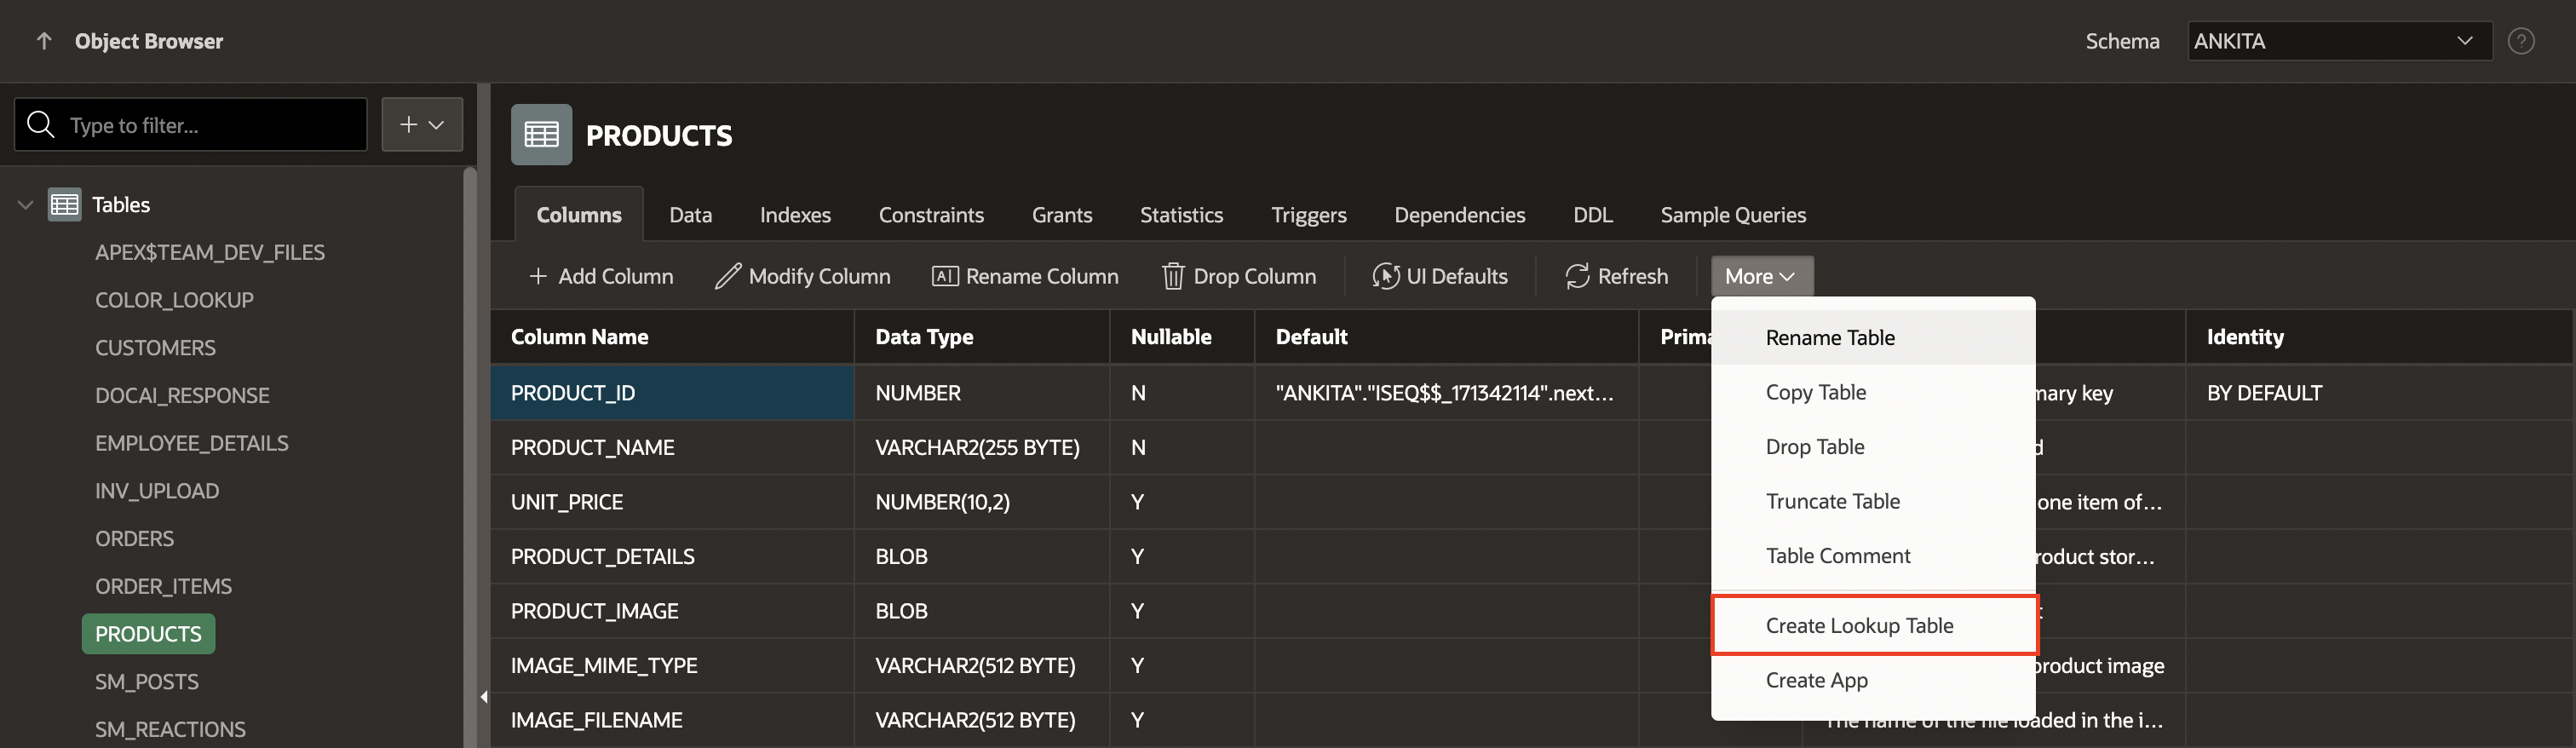 Object Browser
Schema
ANKITA
Type to filter...
PRODUCTS
Tables
APEX$TEAM_DEV_FILES
COLOR_LOOKUP
CUSTOMERS
DOCAI_RESPONSE
EMPLOYEE_DETAILS
INV_UPLOAD
ORDERS
ORDER_ITEMS
PRODUCTS
SM_POSTS
SM_REACTIONS
Columns Data Indexes Constraints Grants Statistics Triggers Dependencies DDL Sample Queries
+ Add Column Modify Column Rename Column Drop Column UI Defaults Refresh More
Column Name Data Type Nullable Default Identity
PRODUCT_ID NUMBER N "ANKITA"."ISEQ$$_171342114".next... key BY DEFAULT
PRODUCT_NAME VARCHAR2(255 BYTE) N
UNIT_PRICE NUMBER(10,2) Y one item of...
PRODUCT_DETAILS BLOB Y stor...
PRODUCT_IMAGE BLOB Y
IMAGE_MIME_TYPE VARCHAR2(512 BYTE) Y product image
IMAGE_FILENAME VARCHAR2(512 BYTE) Y The name of the file loaded in the i...
Rename Table
Copy Table
Drop Table
Truncate Table
Table Comment
Create Lookup Table
Create App